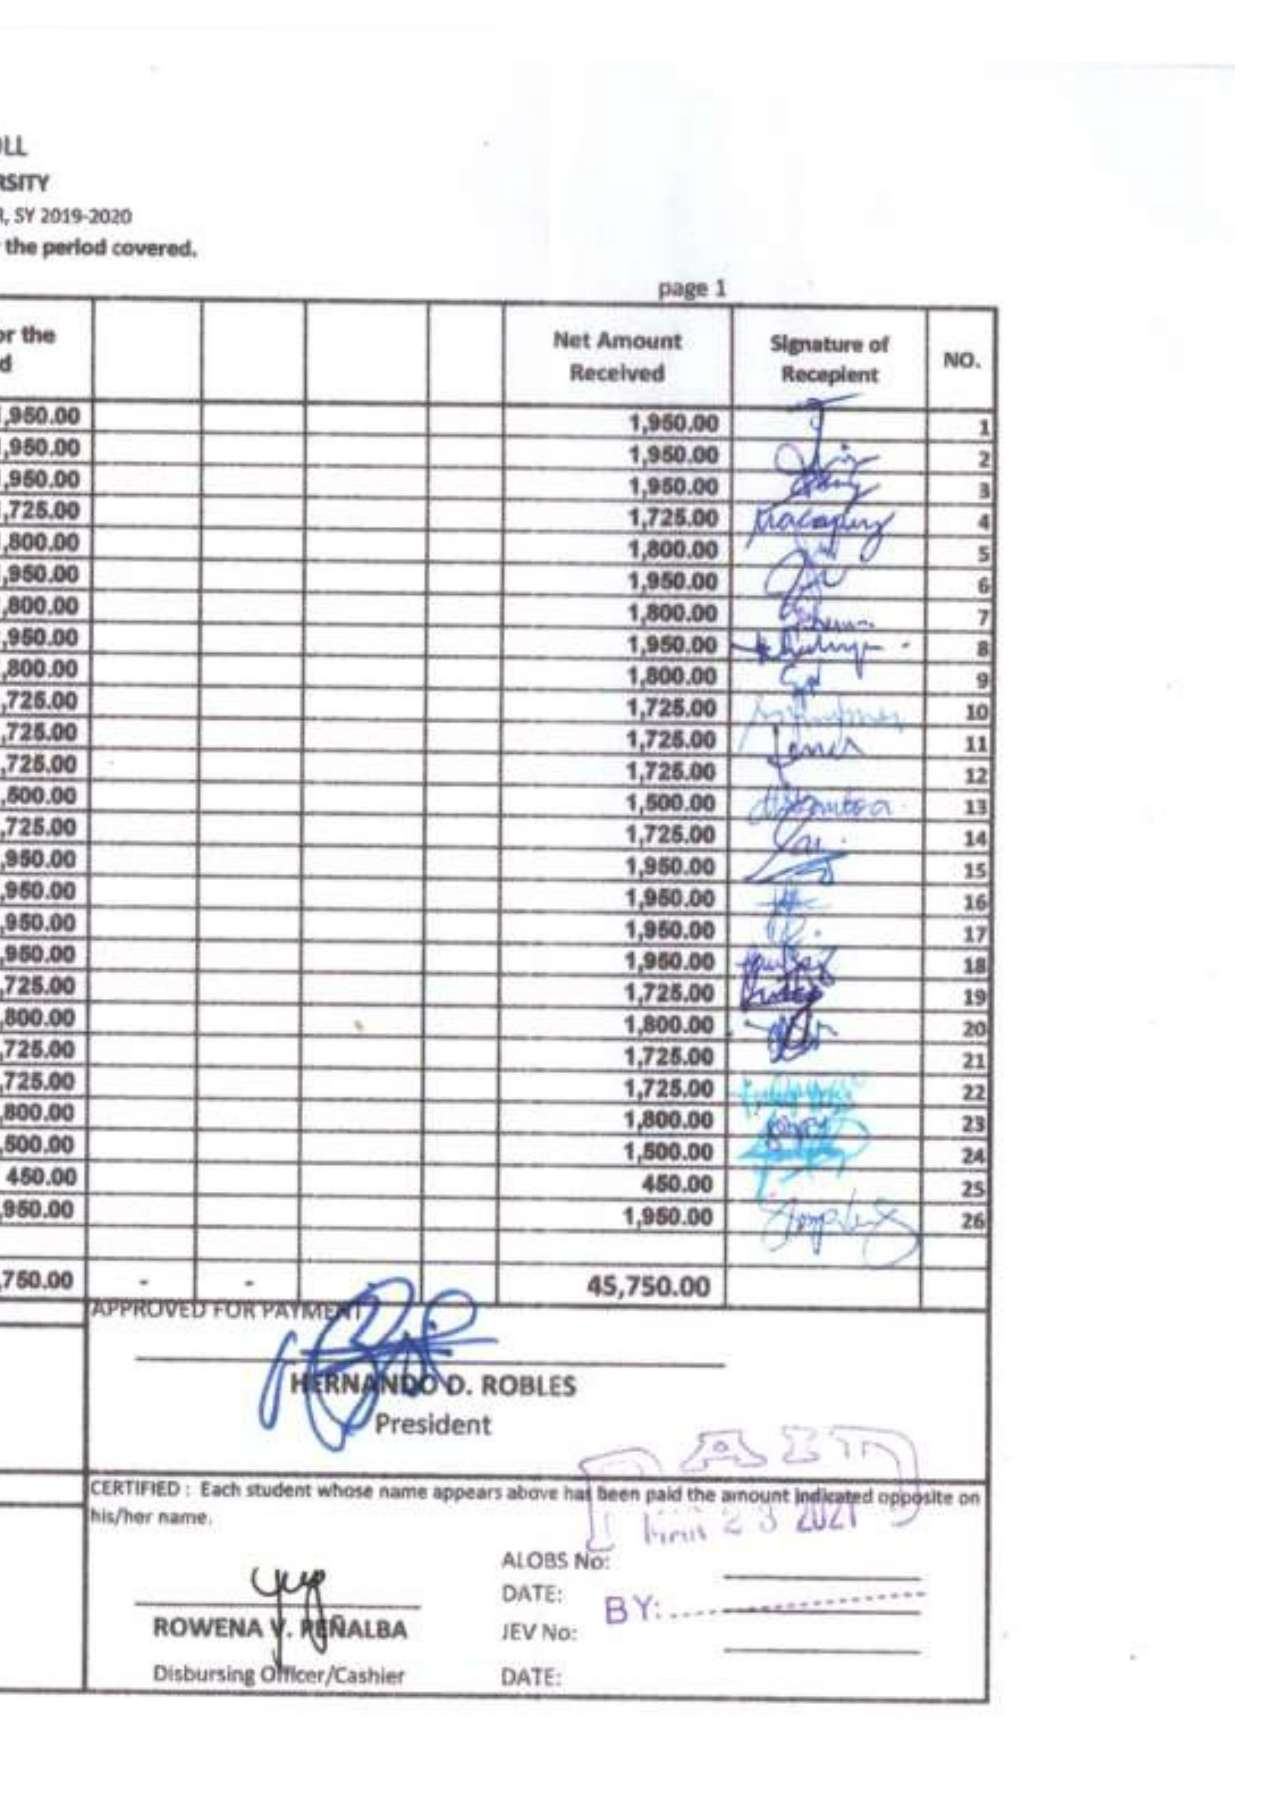 OLL
RSITY
R, SY 2019-2020
r the period covered.
page 1
or the
d
Net Amount
Received
Signature of
Recepient
NO.
,950.00 1,950.00 1
,950.00 1,950.00 2
,950.00 1,950.00 3
,725.00 1,725.00 4
,800.00 1,800.00 5
,950.00 1,950.00 6
,800.00 1,800.00 7
,950.00 1,950.00 8
,800.00 1,800.00 9
,725.00 1,725.00 10
,725.00 1,725.00 11
,725.00 1,725.00 12
,500.00 1,500.00 13
,725.00 1,725.00 14
,950.00 1,950.00 15
,950.00 1,950.00 16
,950.00 1,950.00 17
,950.00 1,950.00 18
,725.00 1,725.00 19
,800.00 1,800.00 20
,725.00 1,725.00 21
,725.00 1,725.00 22
,800.00 1,800.00 23
,500.00 1,500.00 24
450.00 450.00 25
,950.00 1,950.00 26
,750.00 - - 45,750.00
APPROVED FOR PAYMENT
HERNANDO D. ROBLES
President
PAID
CERTIFIED : Each student whose name appears above has been paid the amount indicated opposite on
his/her name.
23 2021
ALOBS No:
DATE:
BY:
ROWENA Y. PEÑALBA
JEV No:
Disbursing Officer/Cashier
DATE: